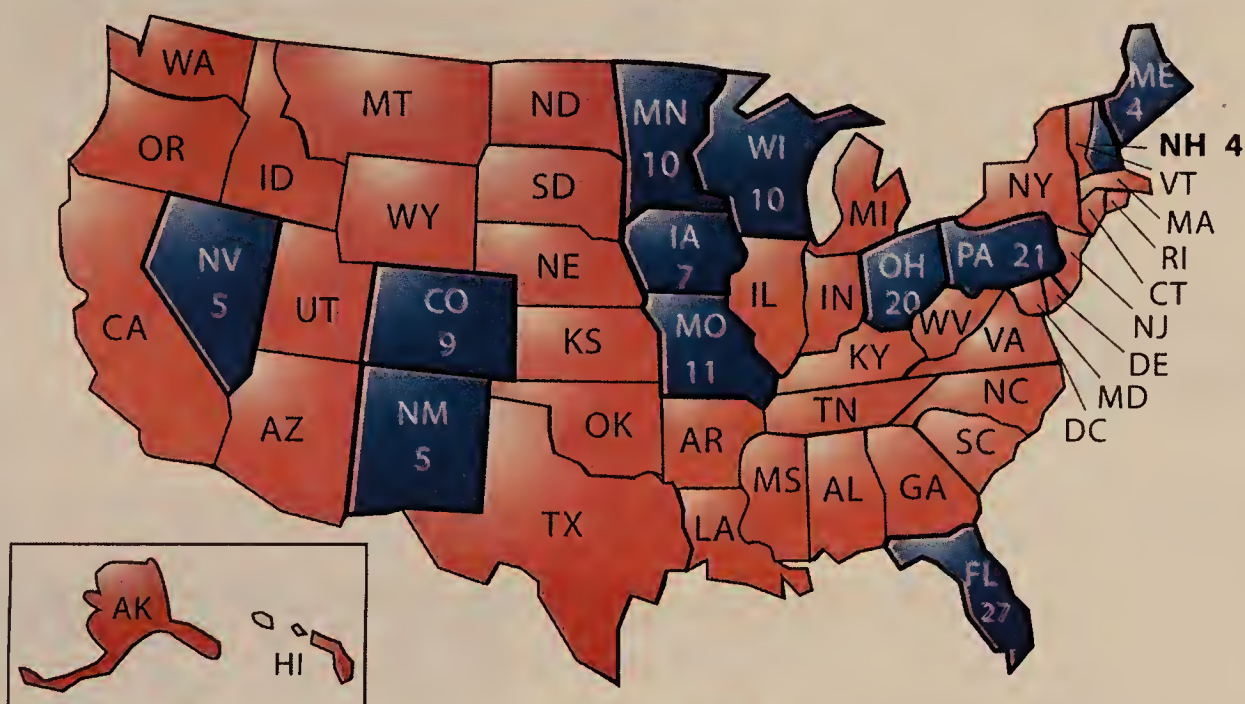 WA
MT
ND
MN
10
WI
10
ME
4
NH 4
VT
MA
RI
CT
NJ
DE
MD
DC
OR
ID
WY
SD
MI
NY
NV
5
UT
CO
9
NE
IA
7
IL
IN
OH
20
PA 21
CA
KS
MO
11
KY
WV
VA
AZ
NM
5
OK
AR
TN
NC
SC
TX
LA
MS
AL
GA
FL
27
AK
HI